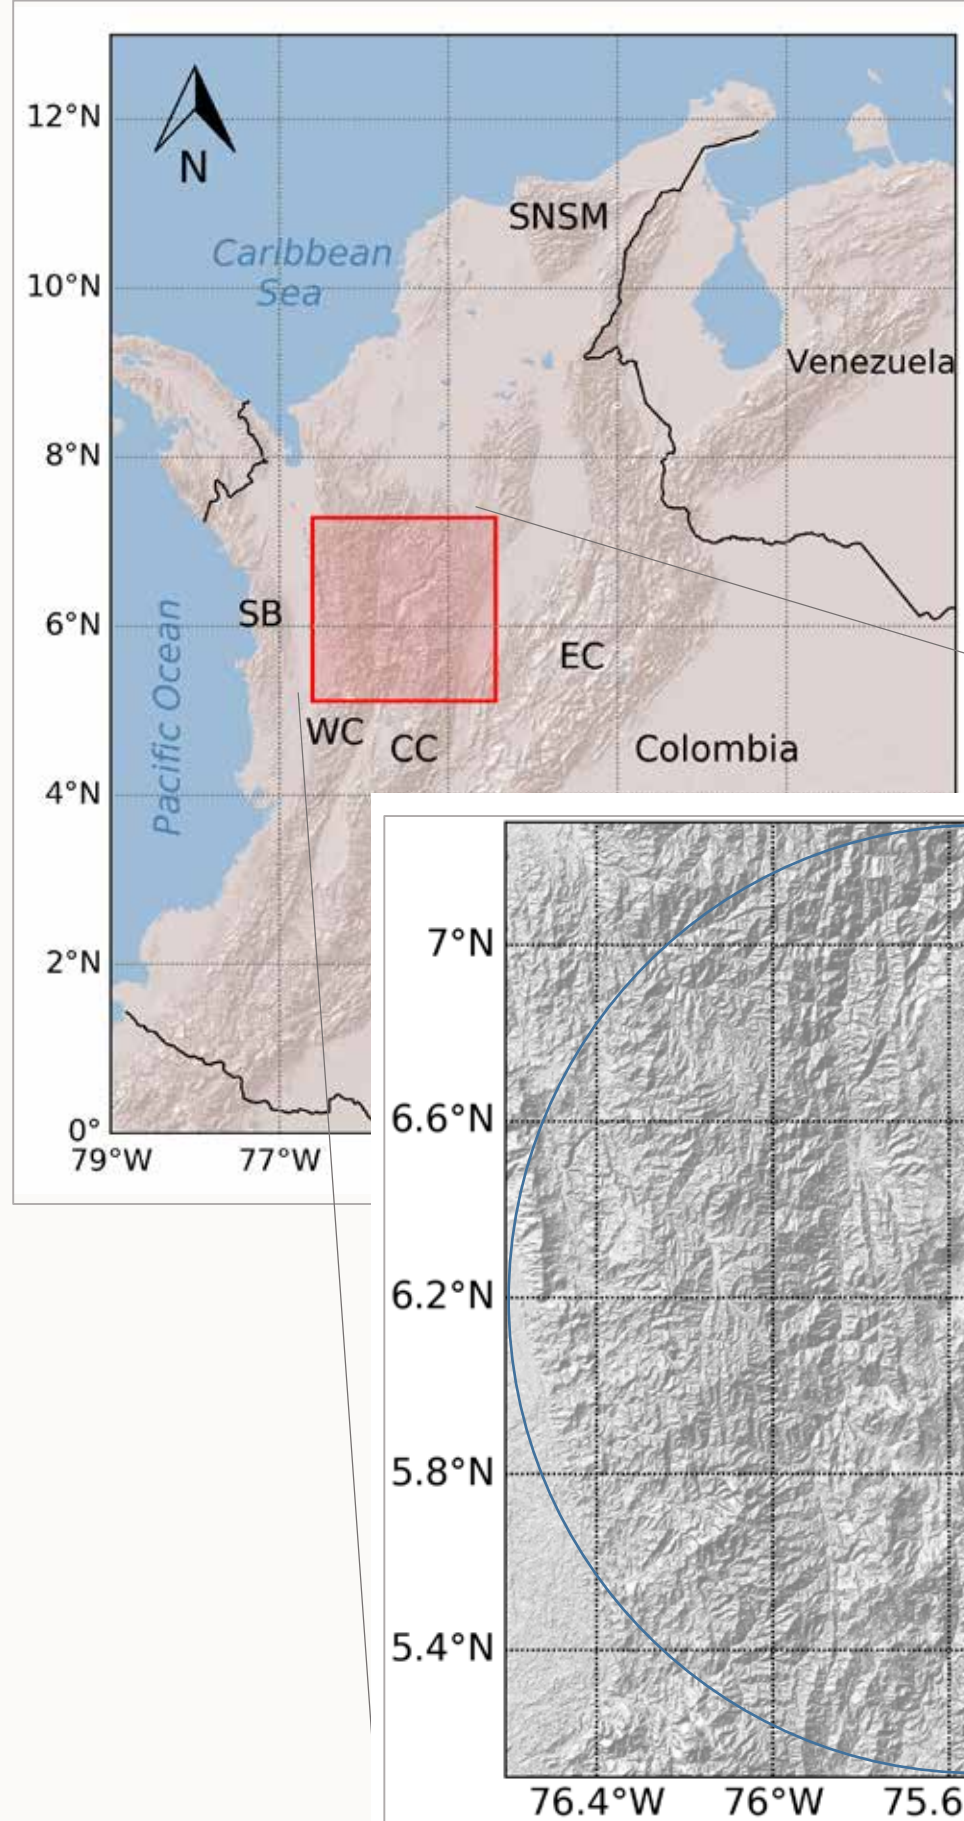 12°N
N
SNSM
Caribbean
Sea
10°N
Venezuela
8°N
SB
6°N
EC
Pacific Ocean
WC
CC
Colombia
4°N
2°N
0°
79°W 77°W
7°N
6.6°N
6.2°N
5.8°N
5.4°N
76.4°W 76°W 75.6